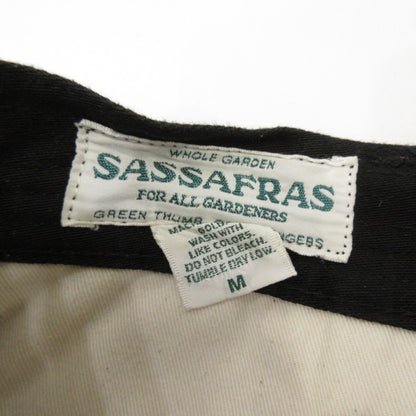 WHOLE GARDEN
SASSAFRAS
FOR ALL GARDENERS
GREEN THUMB
WASH WITH
LIKE COLORS.
DO NOT BLEACH.
TUMBLE DRY LOW.
M